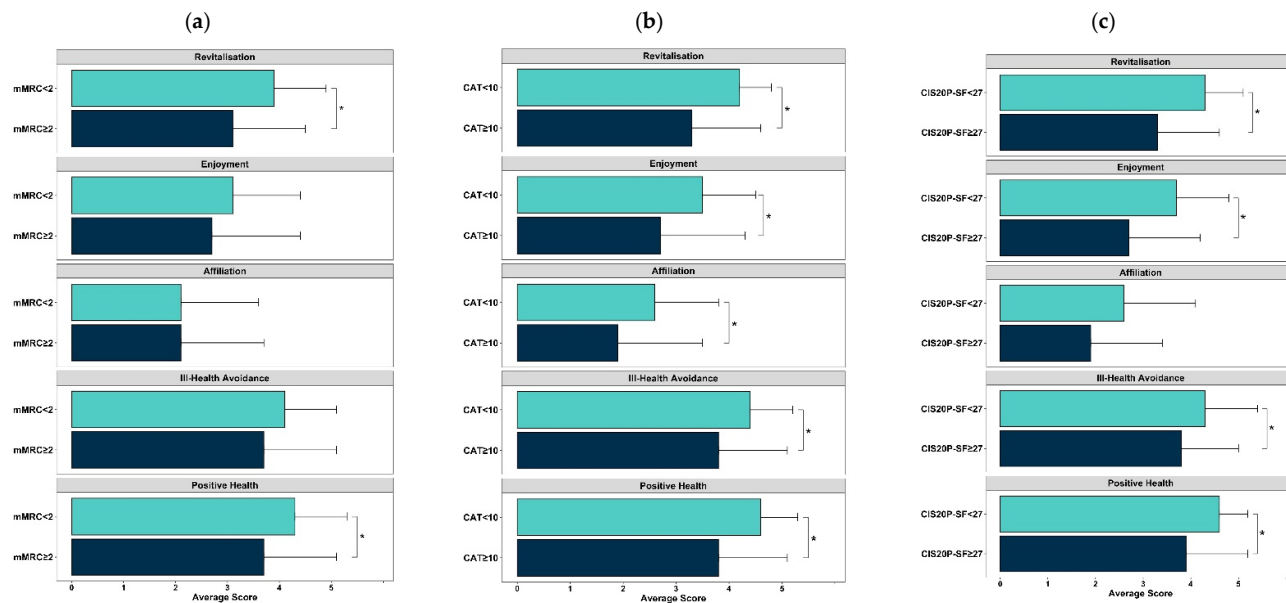 (a)
Revitalisation
mMRC<2
*
mMRC≥2
Enjoyment
mMRC<2
mMRC≥2
Affiliation
mMRC<2
mMRC≥2
Ill-Health Avoidance
mMRC<2
mMRC≥2
Positive Health
mMRC<2
*
mMRC≥2
0 1 2 3 4 5
Average Score
(b)
Revitalisation
CAT<10
*
CAT≥10
Enjoyment
CAT<10
*
CAT≥10
Affiliation
CAT<10
*
CAT≥10
Ill-Health Avoidance
CAT<10
*
CAT≥10
Positive Health
CAT<10
*
CAT≥10
0 1 2 3 4 5
Average Score
(c)
Revitalisation
CIS20P-SF<27
*
CIS20P-SF≥27
Enjoyment
CIS20P-SF<27
*
CIS20P-SF≥27
Affiliation
CIS20P-SF<27
CIS20P-SF≥27
Ill-Health Avoidance
CIS20P-SF<27
*
CIS20P-SF≥27
Positive Health
CIS20P-SF<27
*
CIS20P-SF≥27
0 1 2 3 4 5
Average Score